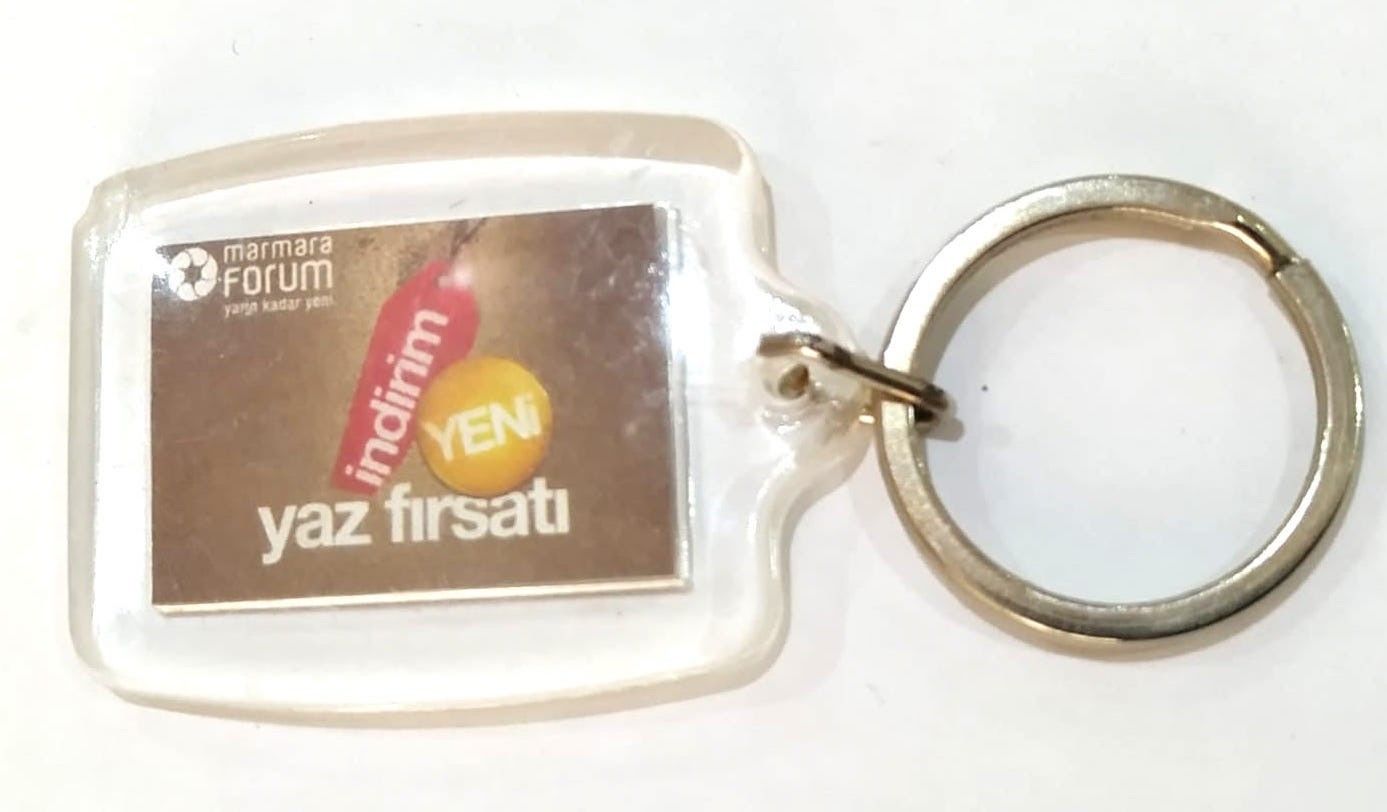 marmara
FORUM
yarın kadar yeni
indirim
YENİ
yaz fırsatı